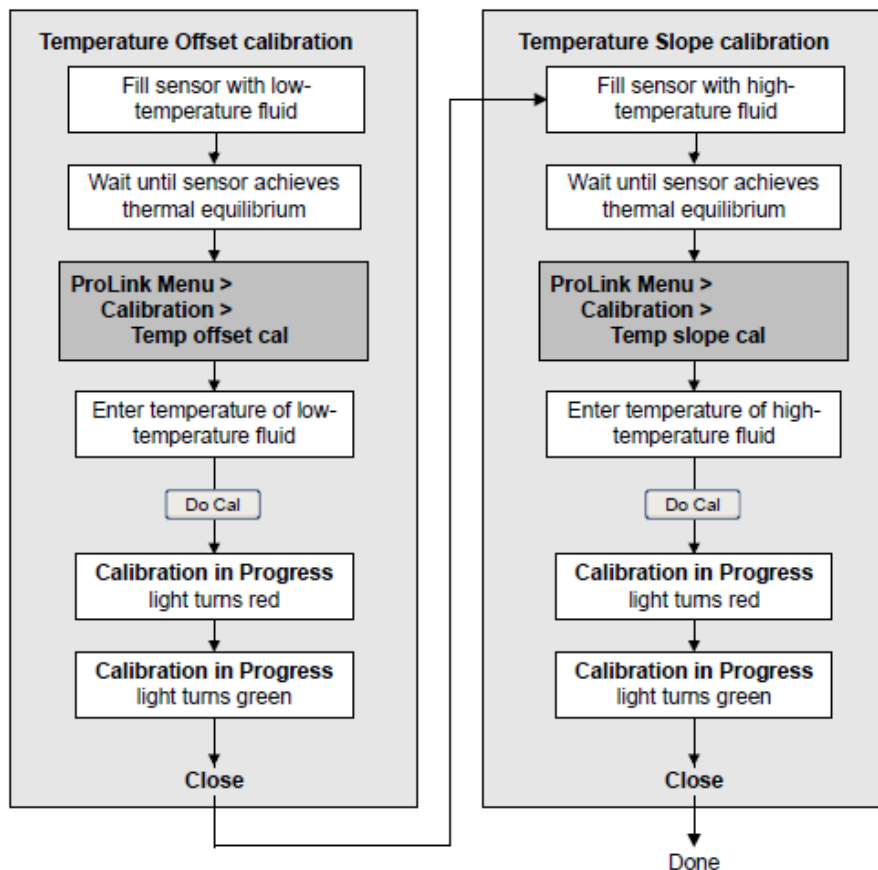 Temperature Offset calibration
Fill sensor with low-
temperature fluid
Wait until sensor achieves
thermal equilibrium
ProLink Menu >
Calibration >
Temp offset cal
Enter temperature of low-
temperature fluid
Do Cal
Calibration in Progress
light turns red
Calibration in Progress
light turns green
Close
Temperature Slope calibration
Fill sensor with high-
temperature fluid
Wait until sensor achieves
thermal equilibrium
ProLink Menu >
Calibration >
Temp slope cal
Enter temperature of high-
temperature fluid
Do Cal
Calibration in Progress
light turns red
Calibration in Progress
light turns green
Close
Done